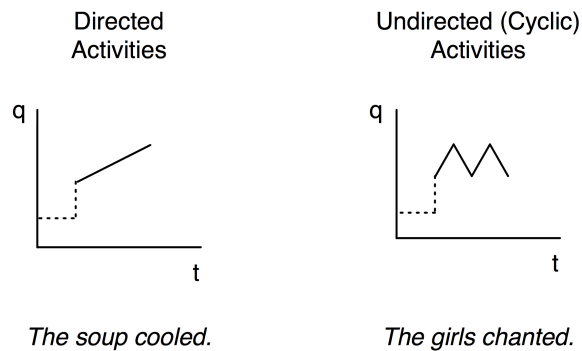 Directed
Activities
q
t
The soup cooled.
Undirected (Cyclic)
Activities
q
t
The girls chanted.